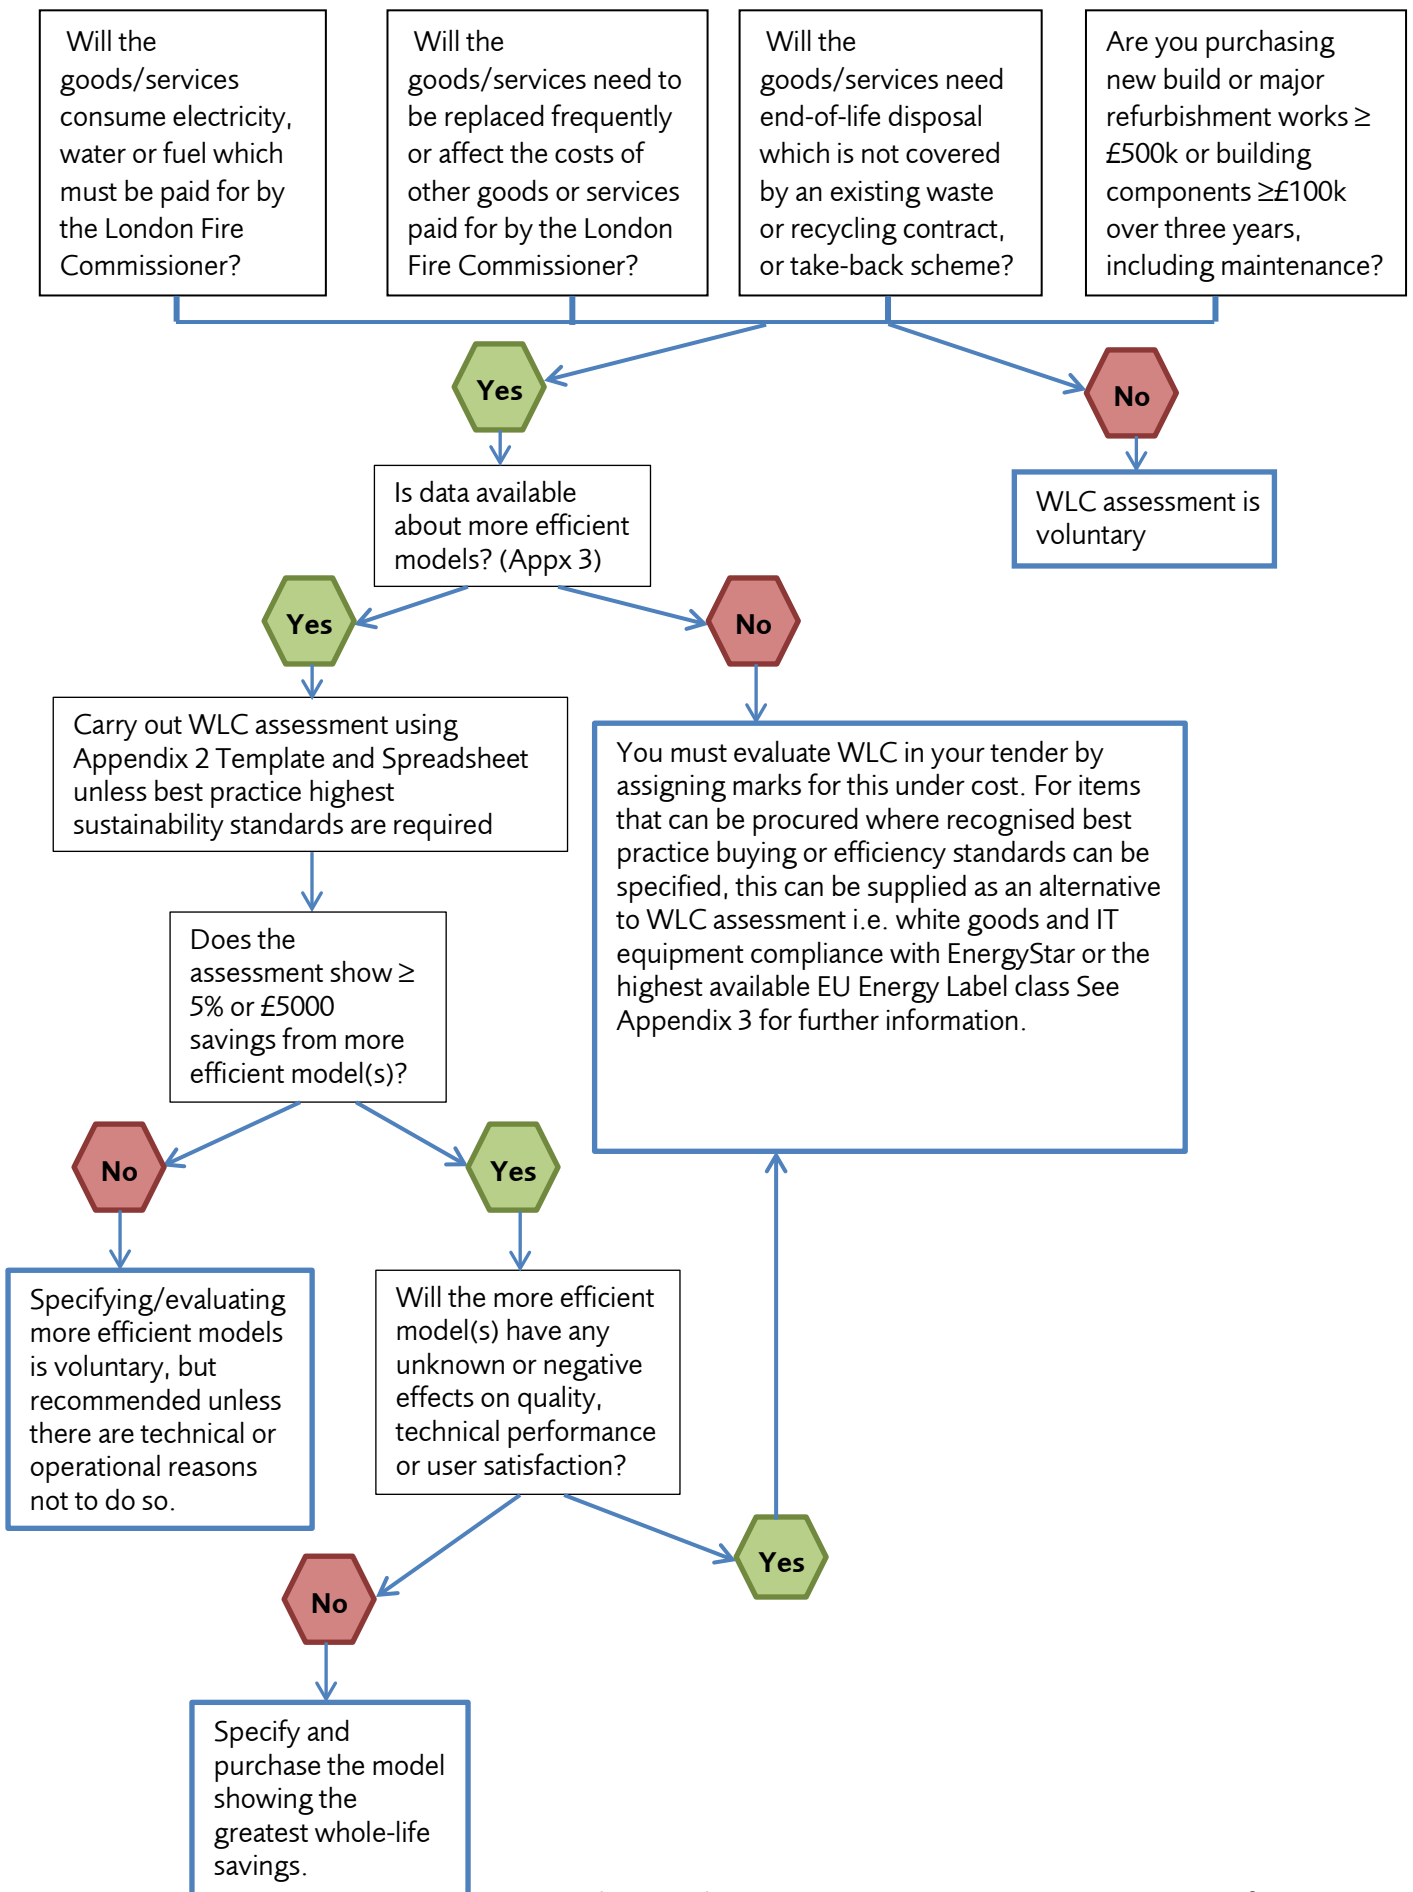 Will the
goods/services
consume electricity,
water or fuel which
must be paid for by
the London Fire
Commissioner?
Will the
goods/services need to
be replaced frequently
or affect the costs of
other goods or services
paid for by the London
Fire Commissioner?
Will the
goods/services need
end-of-life disposal
which is not covered
by an existing waste
or recycling contract,
or take-back scheme?
Are you purchasing
new build or major
refurbishment works ≥
£500k or building
components ≥£100k
over three years,
including maintenance?
Yes
No
Is data available
about more efficient
models? (Appx 3)
WLC assessment is
voluntary
Yes
No
Carry out WLC assessment using
Appendix 2 Template and Spreadsheet
unless best practice highest
sustainability standards are required
You must evaluate WLC in your tender by
assigning marks for this under cost. For items
that can be procured where recognised best
practice buying or efficiency standards can be
specified, this can be supplied as an alternative
to WLC assessment i.e. white goods and IT
equipment compliance with EnergyStar or the
highest available EU Energy Label class See
Appendix 3 for further information.
Does the
assessment show ≥
5% or £5000
savings from more
efficient model(s)?
No
Yes
Specifying/evaluating
more efficient models
is voluntary, but
recommended unless
there are technical or
operational reasons
not to do so.
Will the more efficient
model(s) have any
unknown or negative
effects on quality,
technical performance
or user satisfaction?
No
Yes
Specify and
purchase the model
showing the
greatest whole-life
savings.